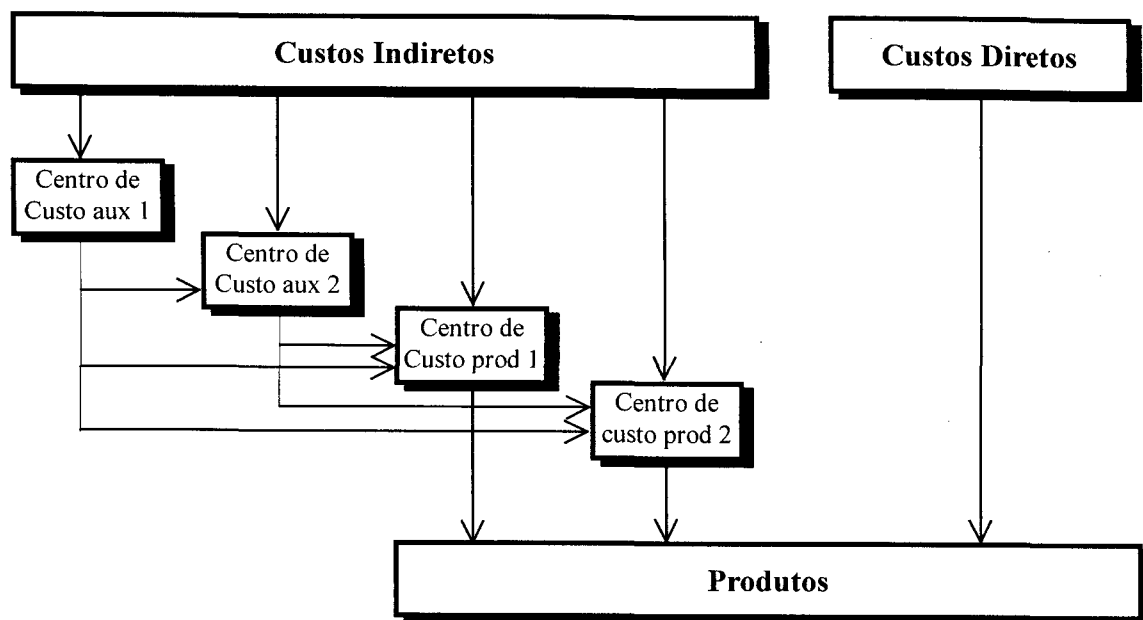 Custos Indiretos
Custos Diretos
Centro de
Custo aux 1
Centro de
Custo aux 2
Centro de
Custo prod 1
Centro de
custo prod 2
Produtos